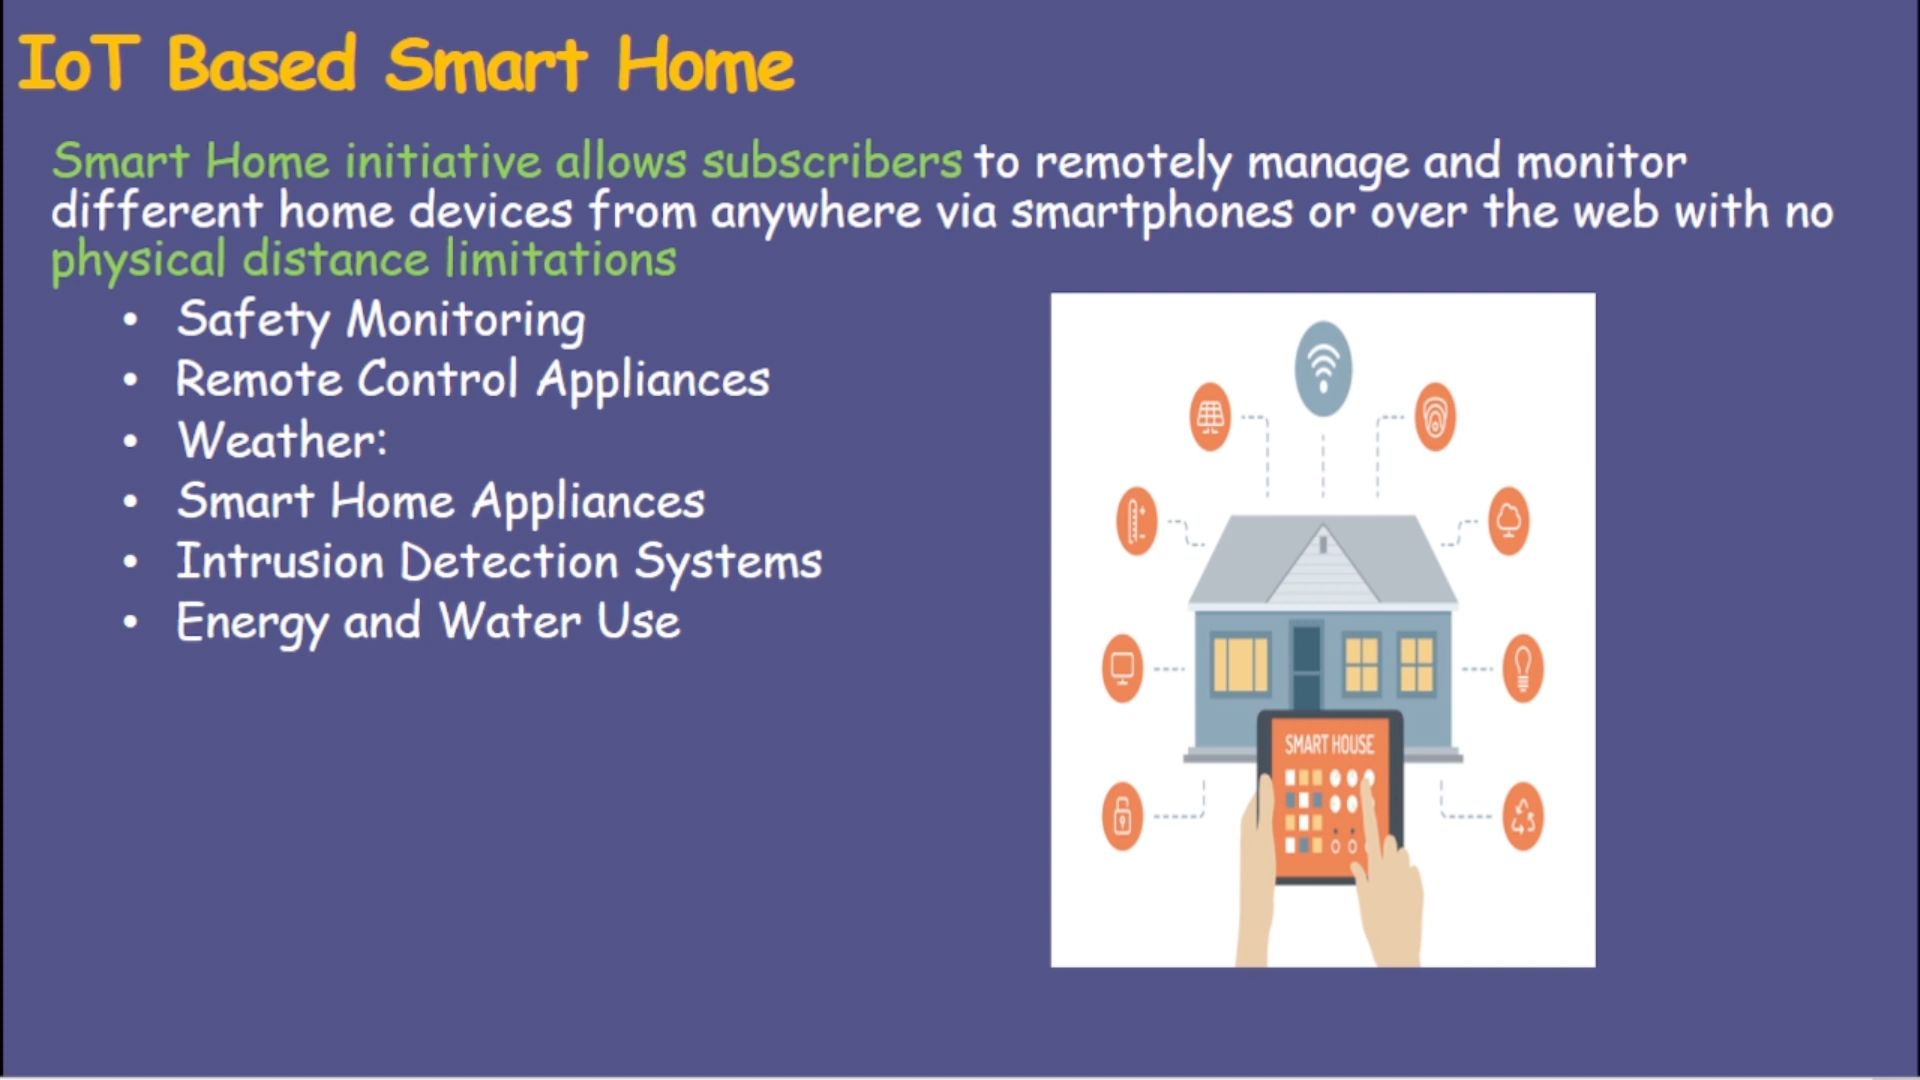 IoT Based Smart Home
Smart Home initiative allows subscribers to remotely manage and monitor
different home devices from anywhere via smartphones or over the web with no
physical distance limitations
• Safety Monitoring
• Remote Control Appliances
• Weather:
• Smart Home Appliances
• Intrusion Detection Systems
• Energy and Water Use
SMART HOUSE